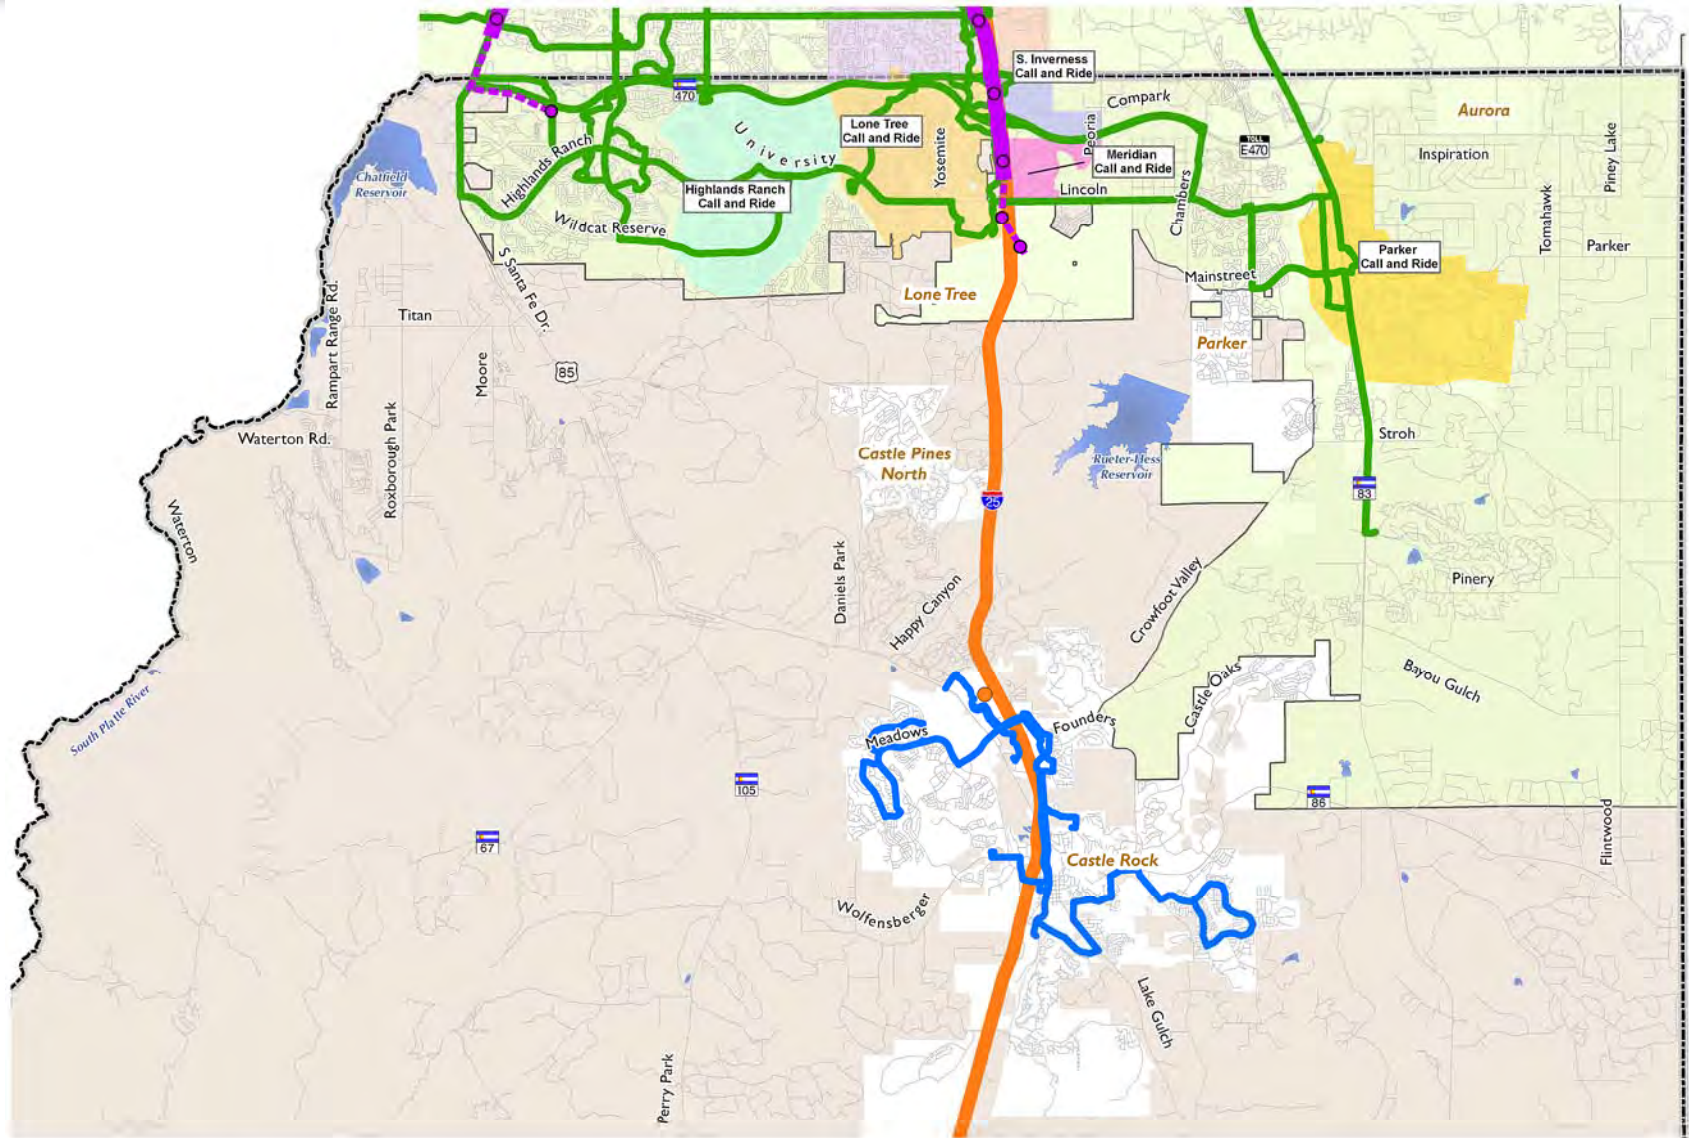 S. Inverness
Call and Ride
470
Compark
Aurora
University
Lone Tree
Call and Ride
Yosemite
Peoria
TOLL
E470
Inspiration
Piney Lake
Chatfield
Reservoir
Highlands Ranch
Meridian
Call and Ride
Highlands Ranch
Call and Ride
Lincoln
Chambers
Tomahawk
Wildcat Reserve
Parker
Parker
Call and Ride
S Santa Fe Dr.
Mainstreet
Lone Tree
Rampart Range Rd.
Titan
Parker
Moore
85
Roxborough Park
Waterton Rd.
Stroh
Castle Pines
North
Rueter-Hess
Reservoir
25
83
Waterton
Daniels Park
Happy Canyon
Crowfoot Valley
Pinery
Castle Oaks
Bayou Gulch
South Platte River
Meadows
Founders
105
86
67
Flintwood
Castle Rock
Wolfensberger
Lake Gulch
Perry Park